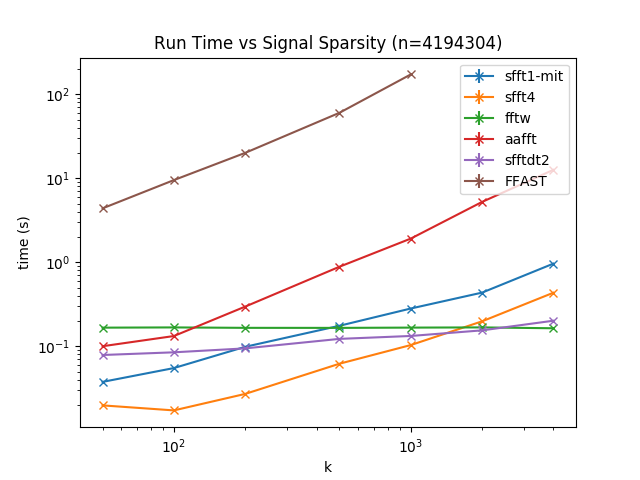 Run Time vs Signal Sparsity (n=4194304)
time (s)
10²
10¹
10⁰
10⁻¹
sfft1-mit
sfft4
fftw
aafft
sfftdt2
FFAST
10²
10³
k